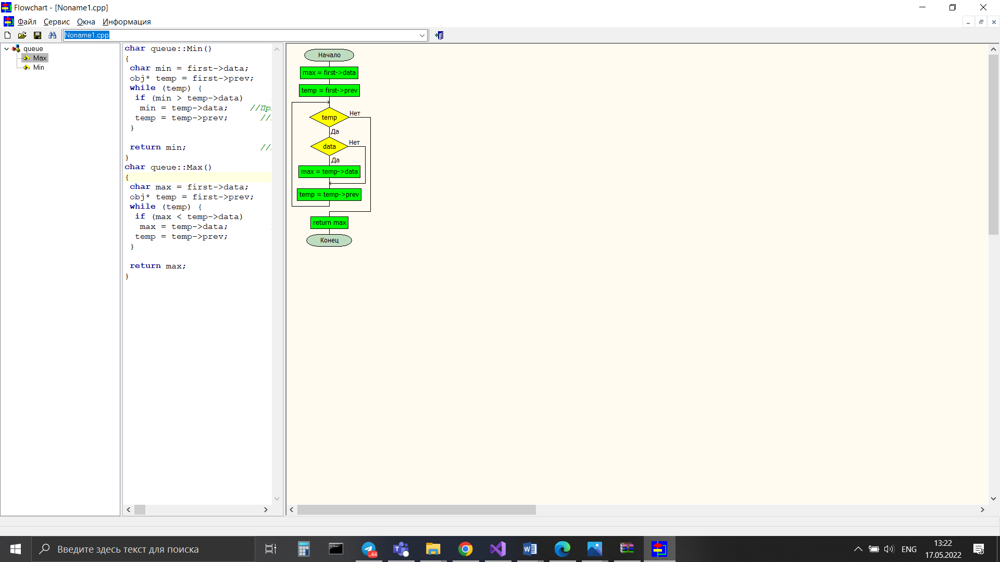 Flowchart - [Noname1.cpp]
Файл Сервис Окна Информация
Noname1.cpp
queue
Max
Min
char queue::Min()
{
char min = first->data;
obj* temp = first->prev;
while (temp) {
if (min > temp->data)
min = temp->data; //Пр
temp = temp->prev; //
}
return min; //
}
char queue::Max()
{
char max = first->data;
obj* temp = first->prev;
while (temp) {
if (max < temp->data)
max = temp->data;
temp = temp->prev;
}
return max;
}
Начало
max = first->data
temp = first->prev
temp
Нет
Да
data
Нет
Да
max = temp->data
temp = temp->prev
return max
Конец
Введите здесь текст для поиска
44
ENG
13:22
17.05.2022